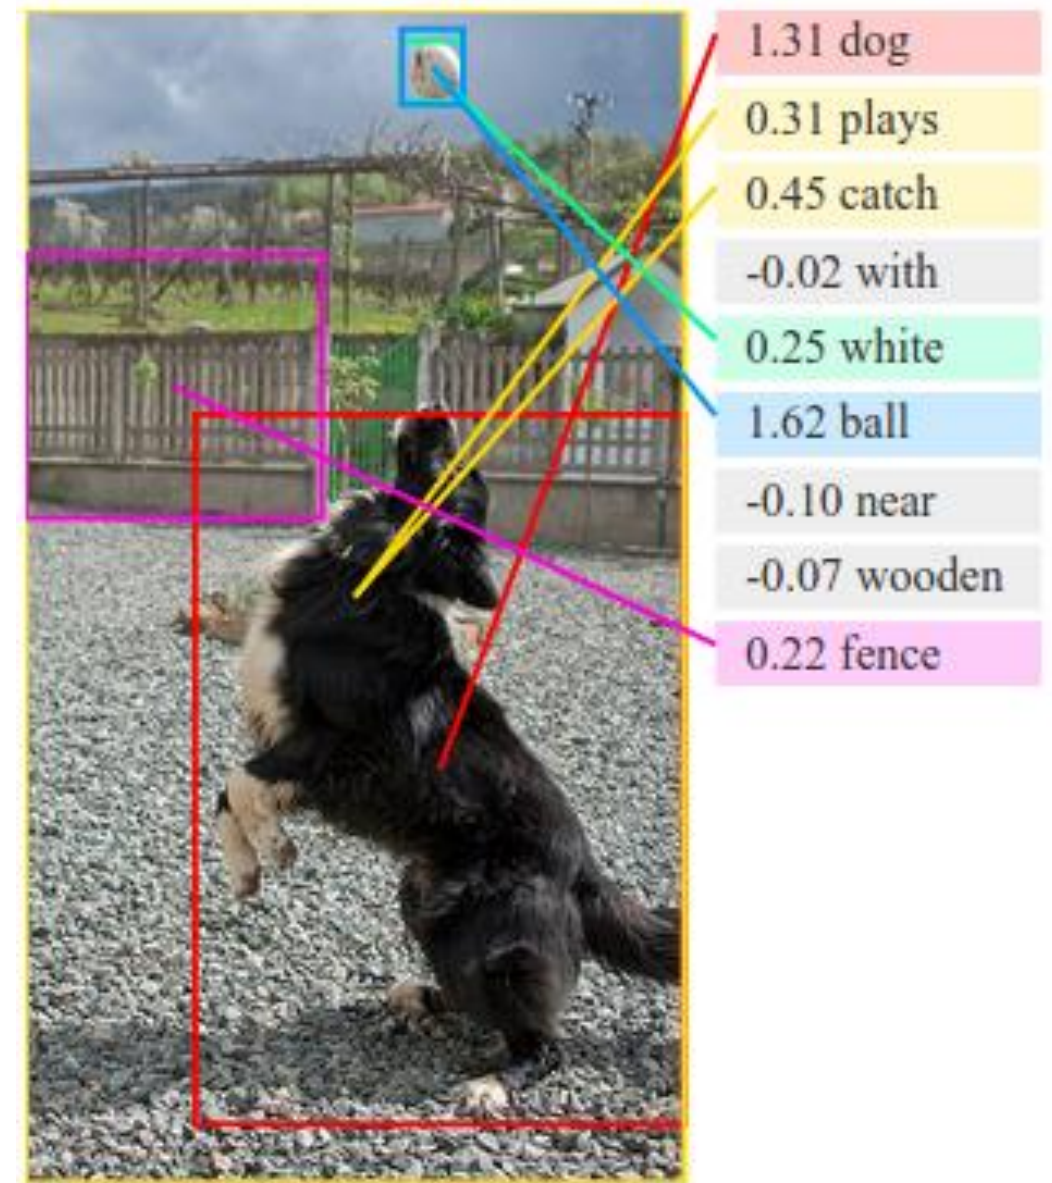 1.31 dog
0.31 plays
0.45 catch
-0.02 with
0.25 white
1.62 ball
-0.10 near
-0.07 wooden
0.22 fence